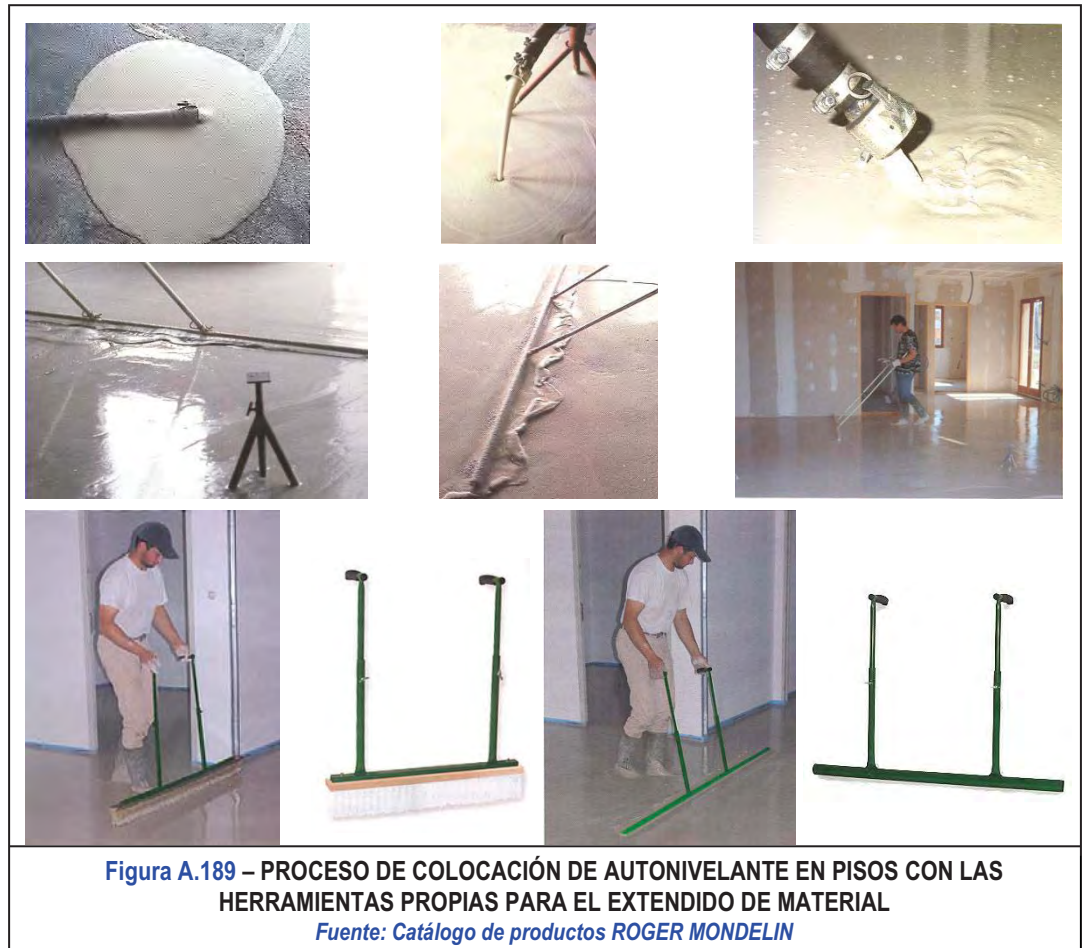 Figura A.189 – PROCESO DE COLOCACIÓN DE AUTONIVELANTE EN PISOS CON LAS
HERRAMIENTAS PROPIAS PARA EL EXTENDIDO DE MATERIAL
Fuente: Catálogo de productos ROGER MONDELIN